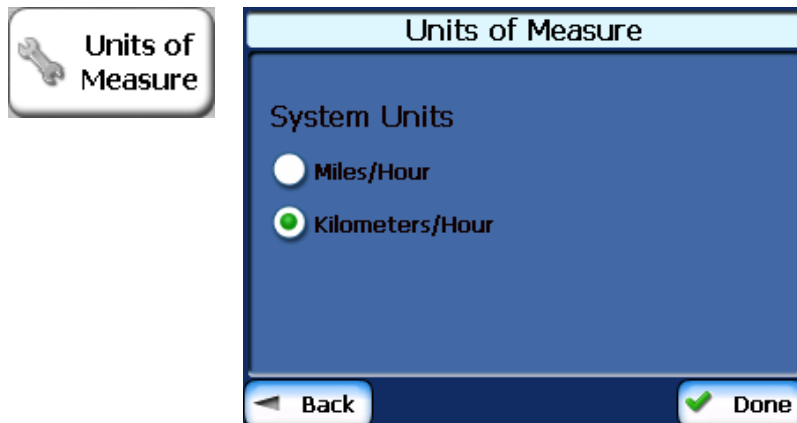 Units of
Measure
Units of Measure
System Units
Miles/Hour
Kilometers/Hour
Back
Done